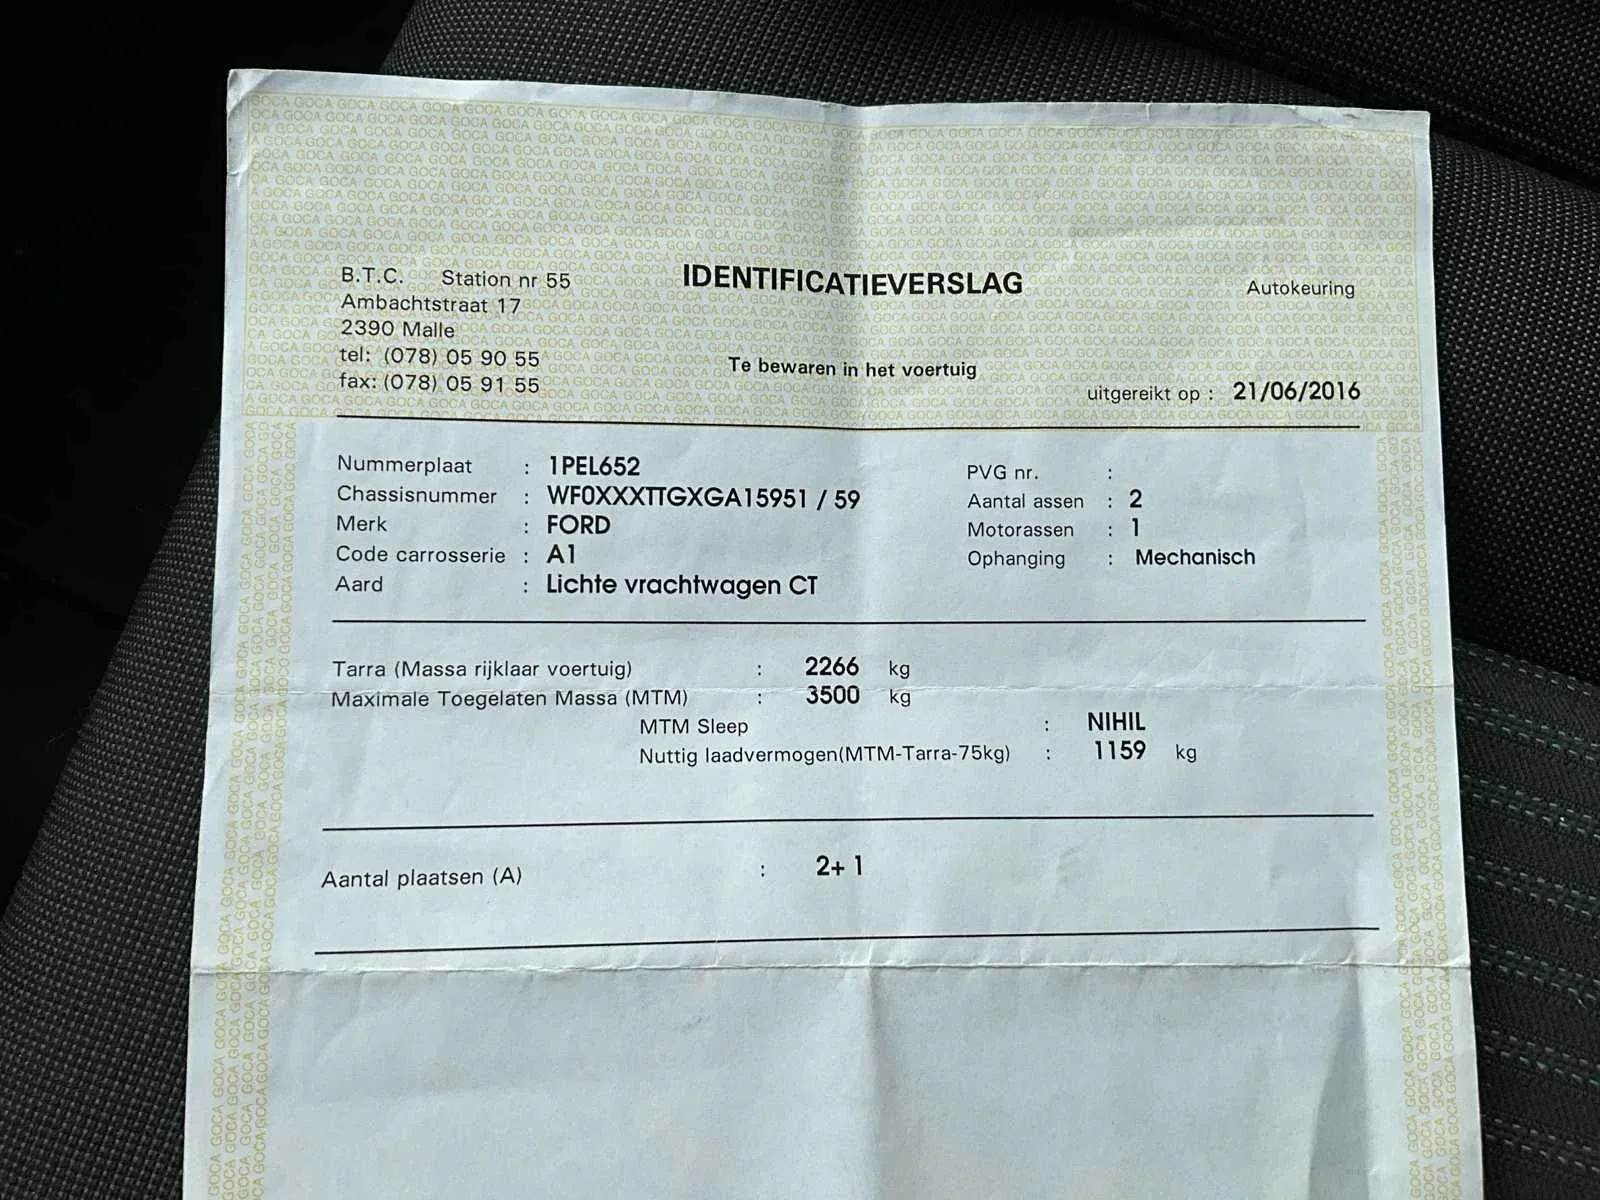 B.T.C. Station nr 55
Ambachtstraat 17
2390 Malle
tel: (078) 05 90 55
fax: (078) 05 91 55
IDENTIFICATIEVERSLAG
Te bewaren in het voertuig
Autokeuring
uitgereikt op : 21/06/2016
Nummerplaat : 1PEL652
Chassisnummer : WF0XXXTTGXGA15951 / 59
Merk : FORD
Code carrosserie : A1
Aard : Lichte vrachtwagen CT
PVG nr. :
Aantal assen : 2
Motorassen : 1
Ophanging : Mechanisch
Tarra (Massa rijklaar voertuig) : 2266 kg
Maximale Toegelaten Massa (MTM) : 3500 kg
MTM Sleep : NIHIL
Nuttig laadvermogen(MTM-Tarra-75kg) : 1159 kg
Aantal plaatsen (A) : 2+ 1